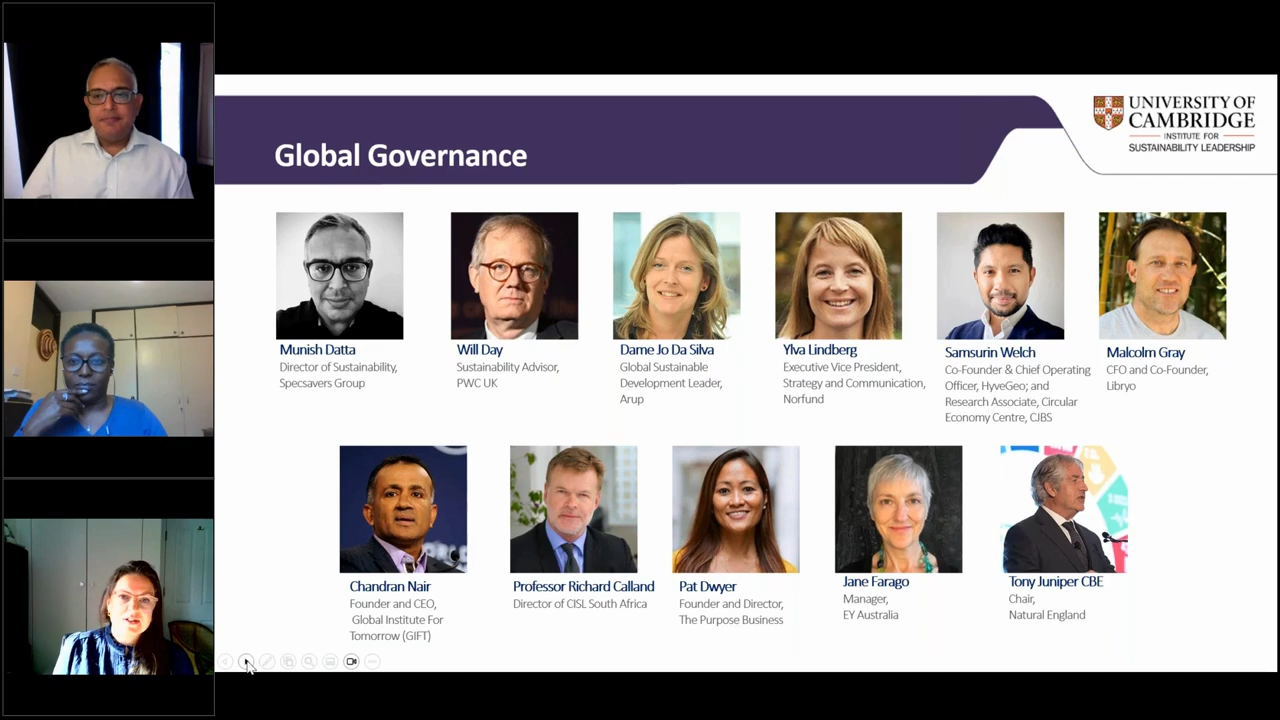 Global Governance
UNIVERSITY OF
CAMBRIDGE
INSTITUTE FOR
SUSTAINABILITY LEADERSHIP
Munish Datta
Director of Sustainability,
Specsavers Group
Will Day
Sustainability Advisor,
PWC UK
Dame Jo Da Silva
Global Sustainable
Development Leader,
Arup
Ylva Lindberg
Executive Vice President,
Strategy and Communication,
Norfund
Samsurin Welch
Co-Founder & Chief Operating
Officer, HyveGeo; and
Research Associate, Circular
Economy Centre, CJBS
Malcolm Gray
CFO and Co-Founder,
Libryo
Chandran Nair
Founder and CEO,
Global Institute For
Tomorrow (GIFT)
Professor Richard Calland
Director of CISL South Africa
Pat Dwyer
Founder and Director,
The Purpose Business
Jane Farago
Manager,
EY Australia
Tony Juniper CBE
Chair,
Natural England